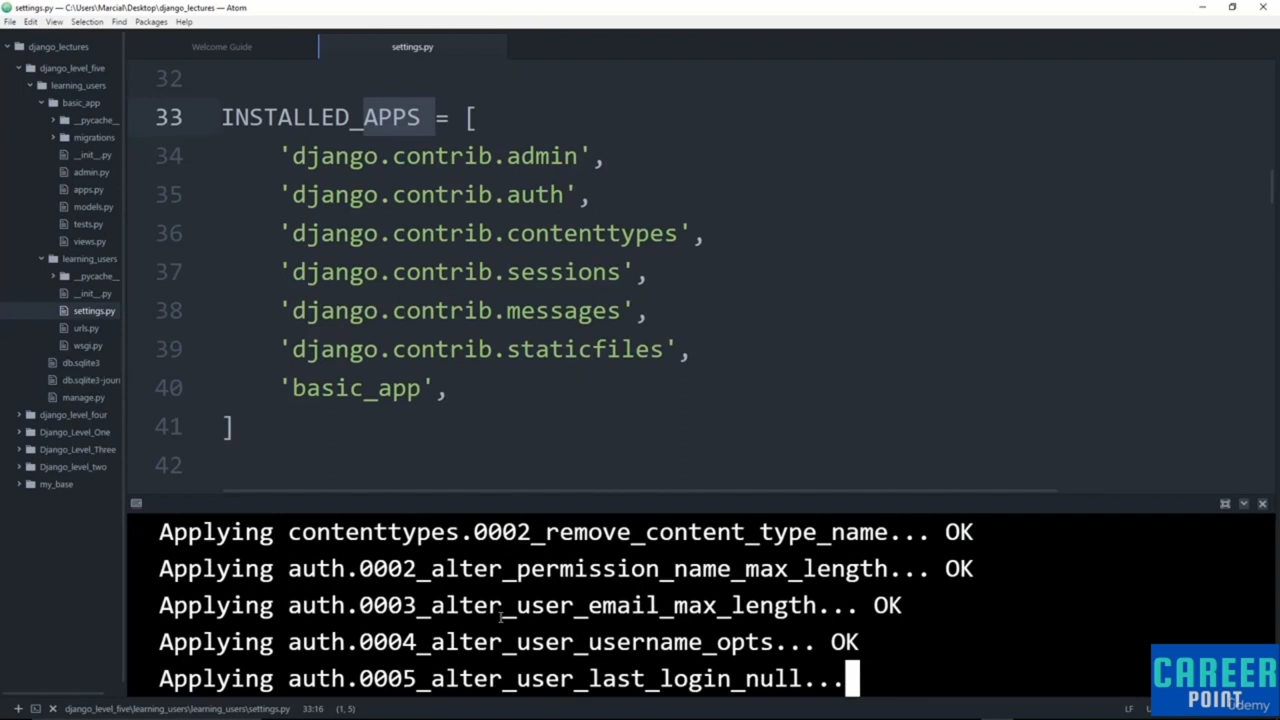 settings.py — C:\Users\Marcial\Desktop\django_lectures — Atom
File Edit View Selection Find Packages Help
django_lectures
django_level_five
learning_users
basic_app
__pycache__
migrations
__init__.py
admin.py
apps.py
models.py
tests.py
views.py
learning_users
__pycache__
__init__.py
settings.py
urls.py
wsgi.py
db.sqlite3
db.sqlite3-jour
manage.py
django_level_four
Django_Level_One
Django_Level_Three
Django_level_two
my_base
Welcome Guide settings.py
32
33 INSTALLED_APPS = [
34 'django.contrib.admin',
35 'django.contrib.auth',
36 'django.contrib.contenttypes',
37 'django.contrib.sessions',
38 'django.contrib.messages',
39 'django.contrib.staticfiles',
40 'basic_app',
41 ]
42
Applying contenttypes.0002_remove_content_type_name... OK
Applying auth.0002_alter_permission_name_max_length... OK
Applying auth.0003_alter_user_email_max_length... OK
Applying auth.0004_alter_user_username_opts... OK
Applying auth.0005_alter_user_last_login_null...
django_level_five\learning_users\learning_users\settings.py 33:16 (1, 5) LF
CAREER
POINT
Udemy